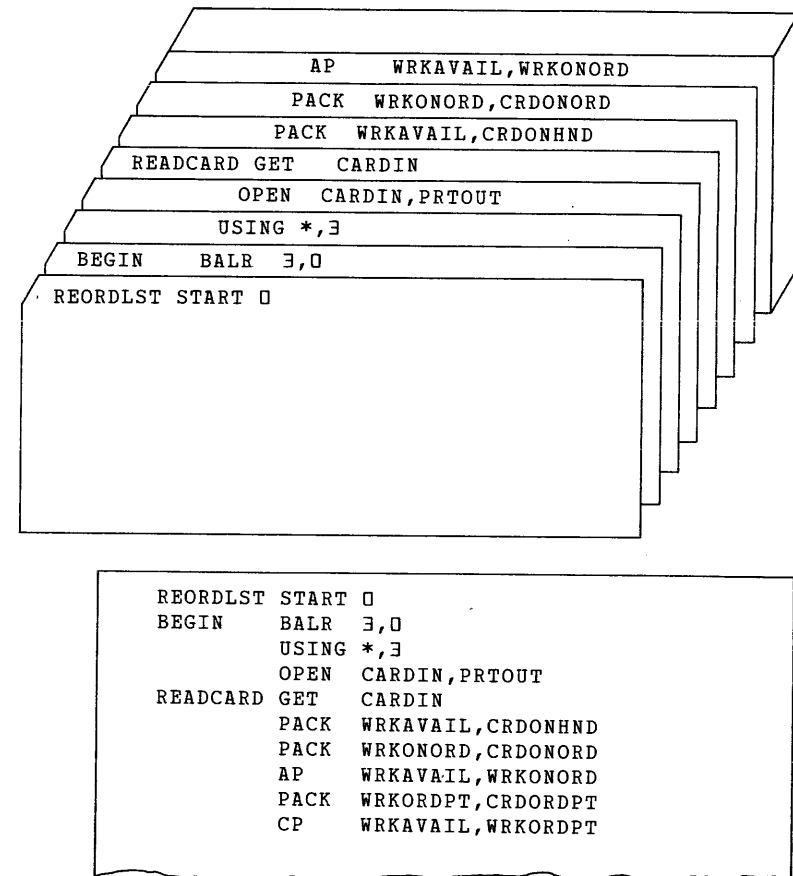 AP WRKAVAIL,WRKONORD
PACK WRKONORD,CRDONORD
PACK WRKAVAIL,CRDONHND
READCARD GET CARDIN
OPEN CARDIN,PRTOUT
USING *,3
BEGIN BALR 3,0
REORDLST START 0
REORDLST START 0
BEGIN BALR 3,0
USING *,3
OPEN CARDIN,PRTOUT
READCARD GET CARDIN
PACK WRKAVAIL,CRDONHND
PACK WRKONORD,CRDONORD
AP WRKAVAIL,WRKONORD
PACK WRKORDPT,CRDORDPT
CP WRKAVAIL,WRKORDPT